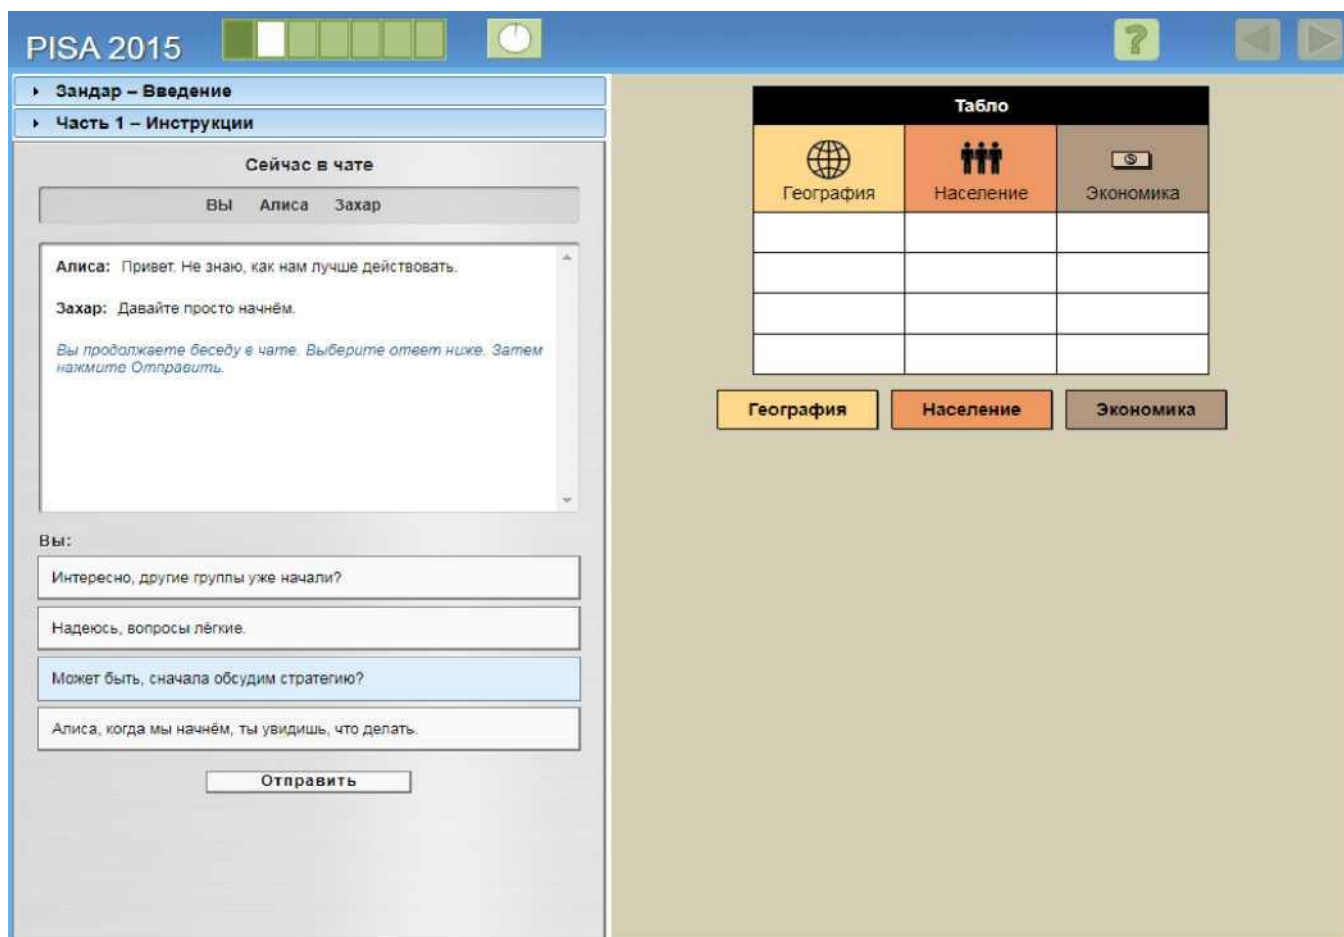 PISA 2015
?
Зандар – Введение
Часть 1 – Инструкции
Сейчас в чате
ВЫ Алиса Захар
Алиса: Привет. Не знаю, как нам лучше действовать.
Захар: Давайте просто начнём.
Вы продолжаете беседу в чате. Выберите ответ ниже. Затем
нажмите Отправить.
Вы:
Интересно, другие группы уже начали?
Надеюсь, вопросы лёгкие.
Может быть, сначала обсудим стратегию?
Алиса, когда мы начнём, ты увидишь, что делать.
Отправить
Табло
География Население Экономика
География Население Экономика